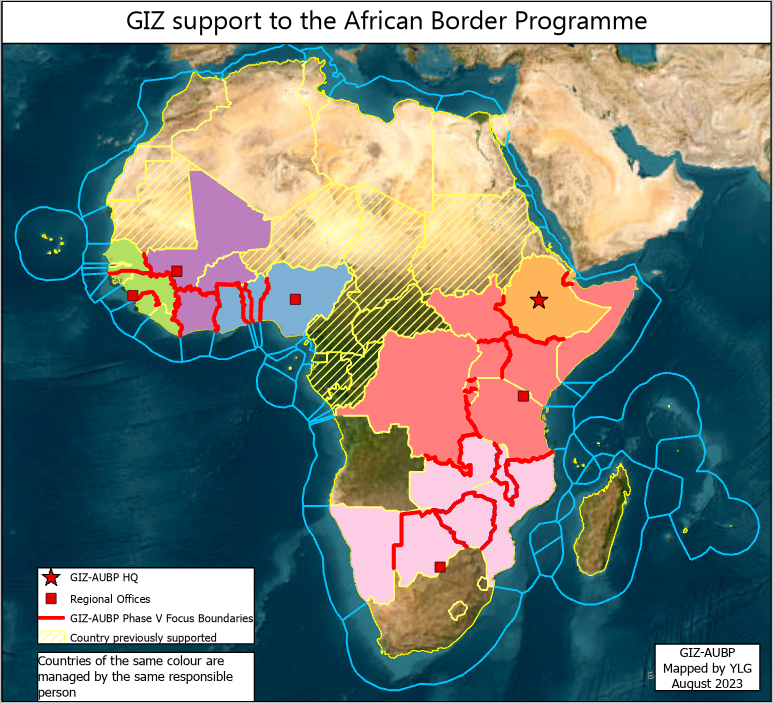 GIZ support to the African Border Programme
GIZ-AUBP HQ
Regional Offices
GIZ-AUBP Phase V Focus Boundaries
Country previously supported
Countries of the same colour are
managed by the same responsible
person
GIZ-AUBP
Mapped by YLG
August 2023